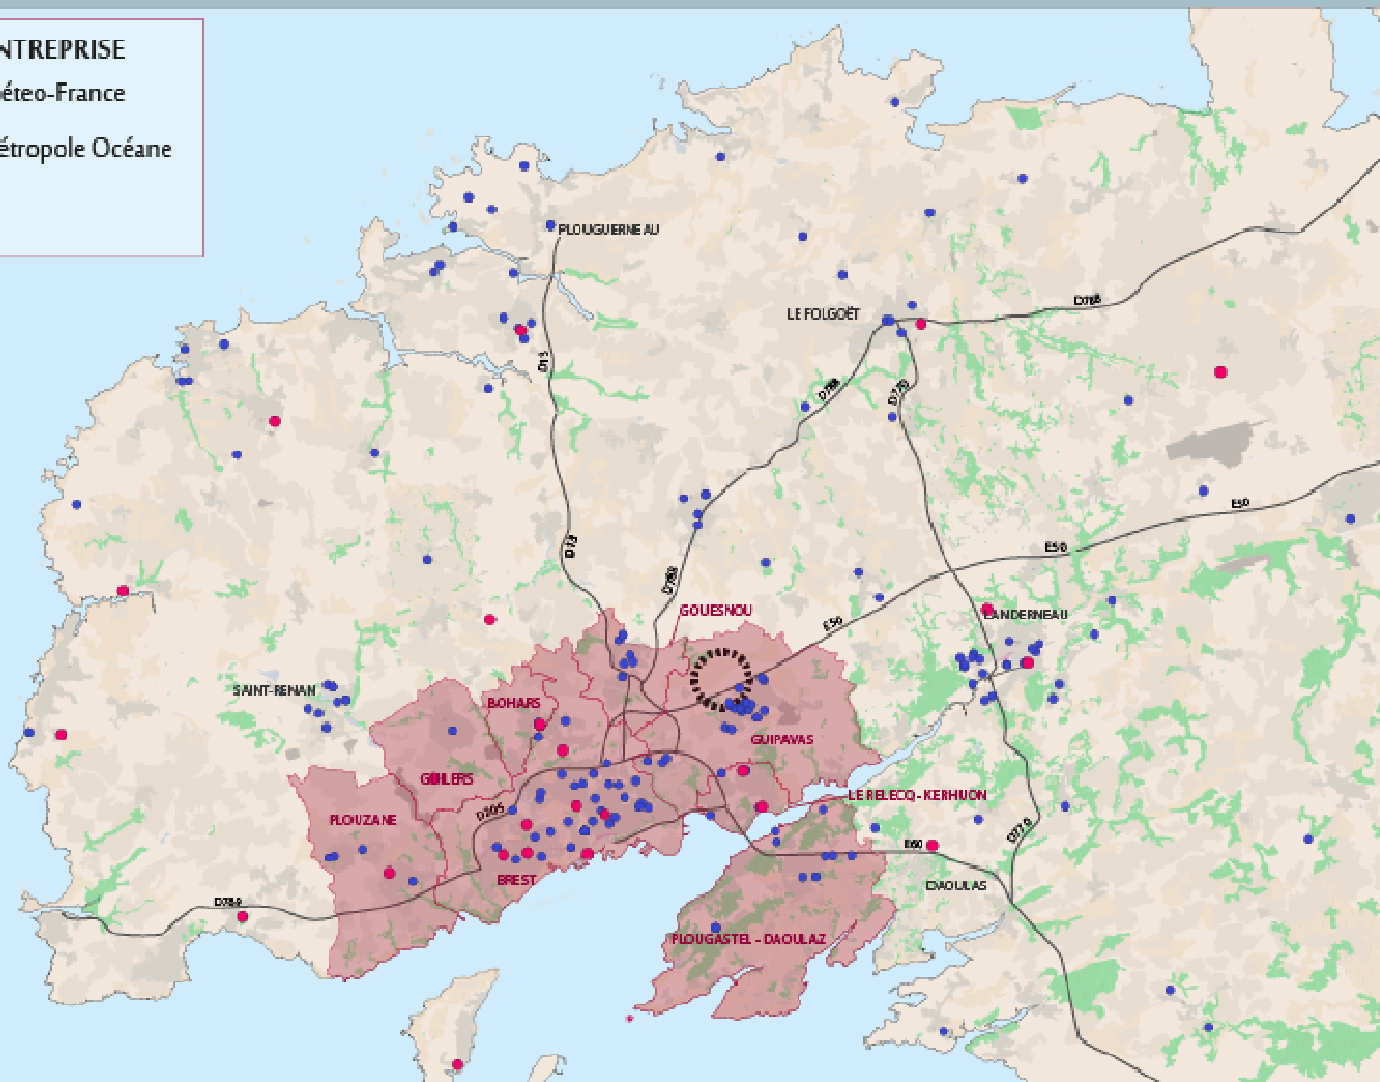 NTREPRISE
éteo-France
étropole Océane
PLOUGUERNEAU
LE FOLGOËT
D788
D13
D788
D770
E50
E50
D13
D788
E50
GOUESNOU
LANDERNEAU
SAINT-RENAN
BOHARS
GUIPAVAS
GUILERS
LE RELECQ-KERHUON
D205
PLOUZANE
D770
E60
BREST
DAOULAS
D789
PLOUGASTEL - DAOULAZ